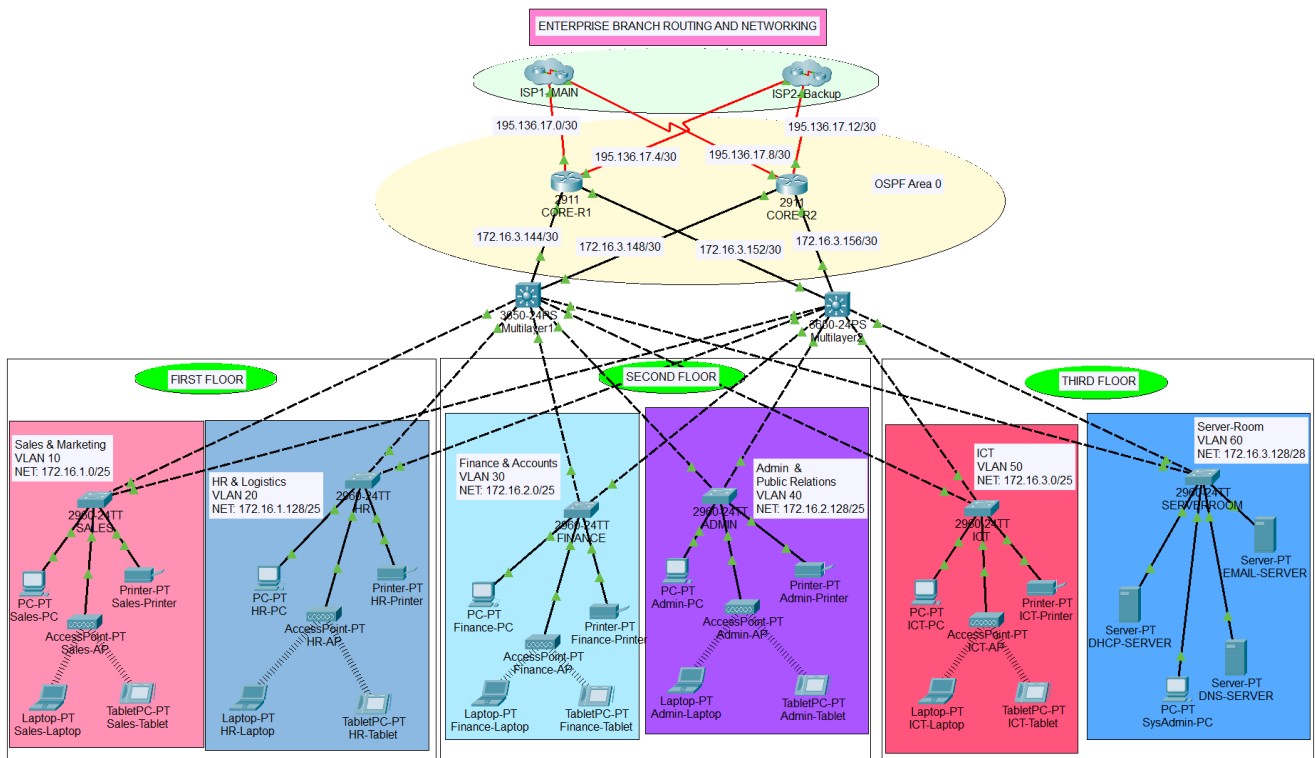 ENTERPRISE BRANCH ROUTING AND NETWORKING
ISP1-MAIN
ISP2-Backup
195.136.17.0/30
195.136.17.12/30
195.136.17.4/30
195.136.17.8/30
OSPF Area 0
2911
CORE-R1
2911
CORE-R2
172.16.3.144/30
172.16.3.148/30
172.16.3.152/30
172.16.3.156/30
3650-24PS
Multilayer1
3650-24PS
Multilayer2
FIRST FLOOR
SECOND FLOOR
THIRD FLOOR
Sales & Marketing
VLAN 10
NET: 172.16.1.0/25
2960-24TT
SALES
PC-PT
Sales-PC
Printer-PT
Sales-Printer
AccessPoint-PT
Sales-AP
Laptop-PT
Sales-Laptop
TabletPC-PT
Sales-Tablet
HR & Logistics
VLAN 20
NET: 172.16.1.128/25
2960-24TT
HR
PC-PT
HR-PC
Printer-PT
HR-Printer
AccessPoint-PT
HR-AP
Laptop-PT
HR-Laptop
TabletPC-PT
HR-Tablet
Finance & Accounts
VLAN 30
NET: 172.16.2.0/25
2960-24TT
FINANCE
PC-PT
Finance-PC
Printer-PT
Finance-Printer
AccessPoint-PT
Finance-AP
Laptop-PT
Finance-Laptop
TabletPC-PT
Finance-Tablet
Admin &
Public Relations
VLAN 40
NET: 172.16.2.128/25
2960-24TT
ADMIN
PC-PT
Admin-PC
Printer-PT
Admin-Printer
AccessPoint-PT
Admin-AP
Laptop-PT
Admin-Laptop
TabletPC-PT
Admin-Tablet
ICT
VLAN 50
NET: 172.16.3.0/25
2960-24TT
ICT
PC-PT
ICT-PC
Printer-PT
ICT-Printer
AccessPoint-PT
ICT-AP
Laptop-PT
ICT-Laptop
TabletPC-PT
ICT-Tablet
Server-Room
VLAN 60
NET: 172.16.3.128/28
2960-24TT
SERVERROOM
Server-PT
EMAIL-SERVER
Server-PT
DHCP-SERVER
Server-PT
DNS-SERVER
PC-PT
SysAdmin-PC